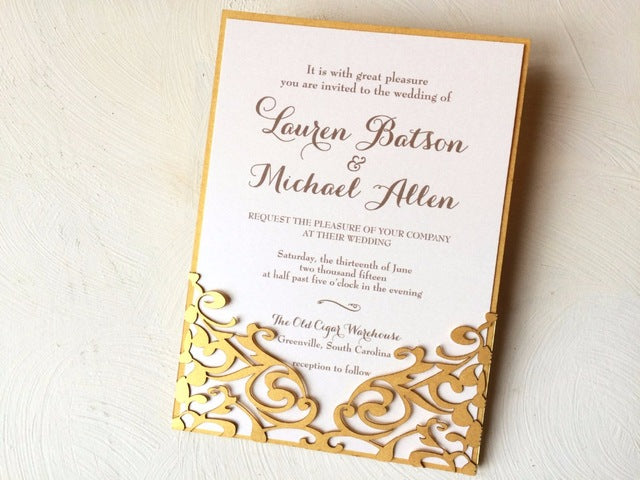 It is with great pleasure
you are invited to the wedding of
Lauren Batson
&
Michael Allen
REQUEST THE PLEASURE OF YOUR COMPANY
AT THEIR WEDDING
Saturday, the thirteenth of June
two thousand fifteen
at half past five o'clock in the evening
The Old Cigar Warehouse
Greenville, South Carolina
reception to follow